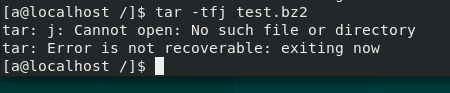 [a@localhost /]$ tar -tfj test.bz2
tar: j: Cannot open: No such file or directory
tar: Error is not recoverable: exiting now
[a@localhost /]$